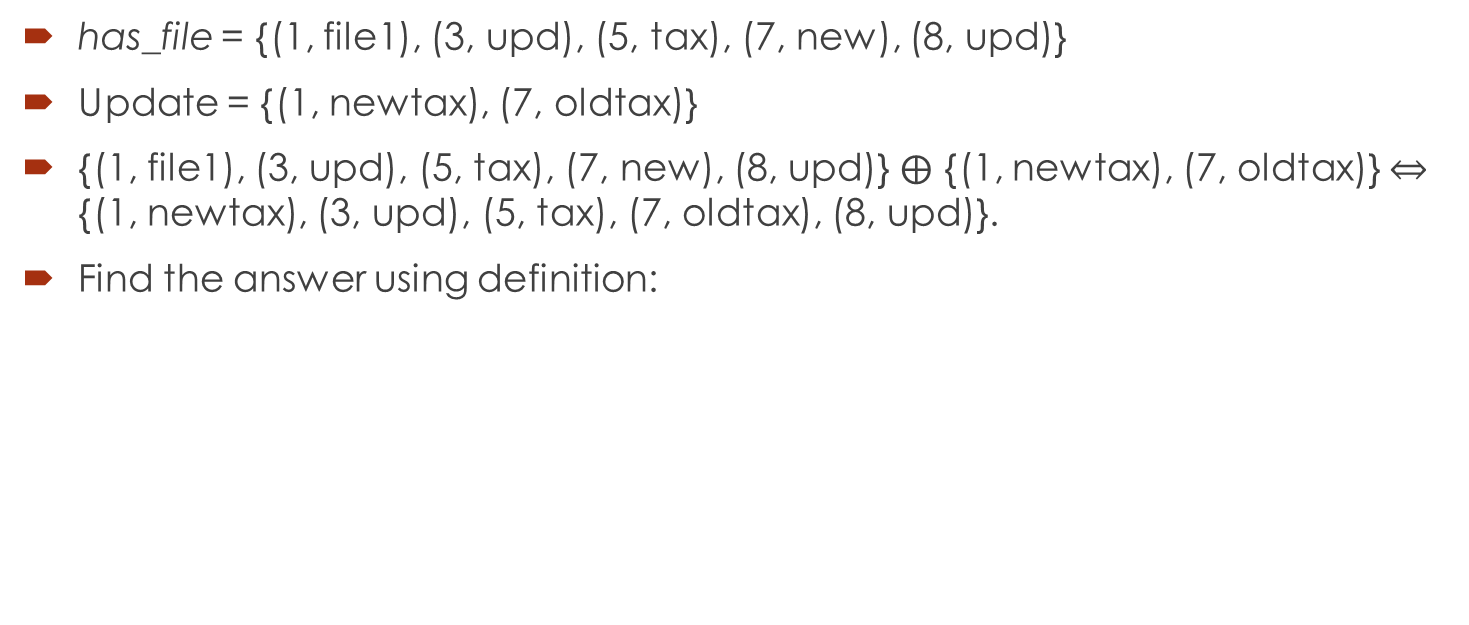 has_file = {(1, file1), (3, upd), (5, tax), (7, new), (8, upd)}
Update = {(1, newtax), (7, oldtax)}
{(1, file1), (3, upd), (5, tax), (7, new), (8, upd)} ⊕ {(1, newtax), (7, oldtax)} ⇔
{(1, newtax), (3, upd), (5, tax), (7, oldtax), (8, upd)}.
Find the answer using definition: